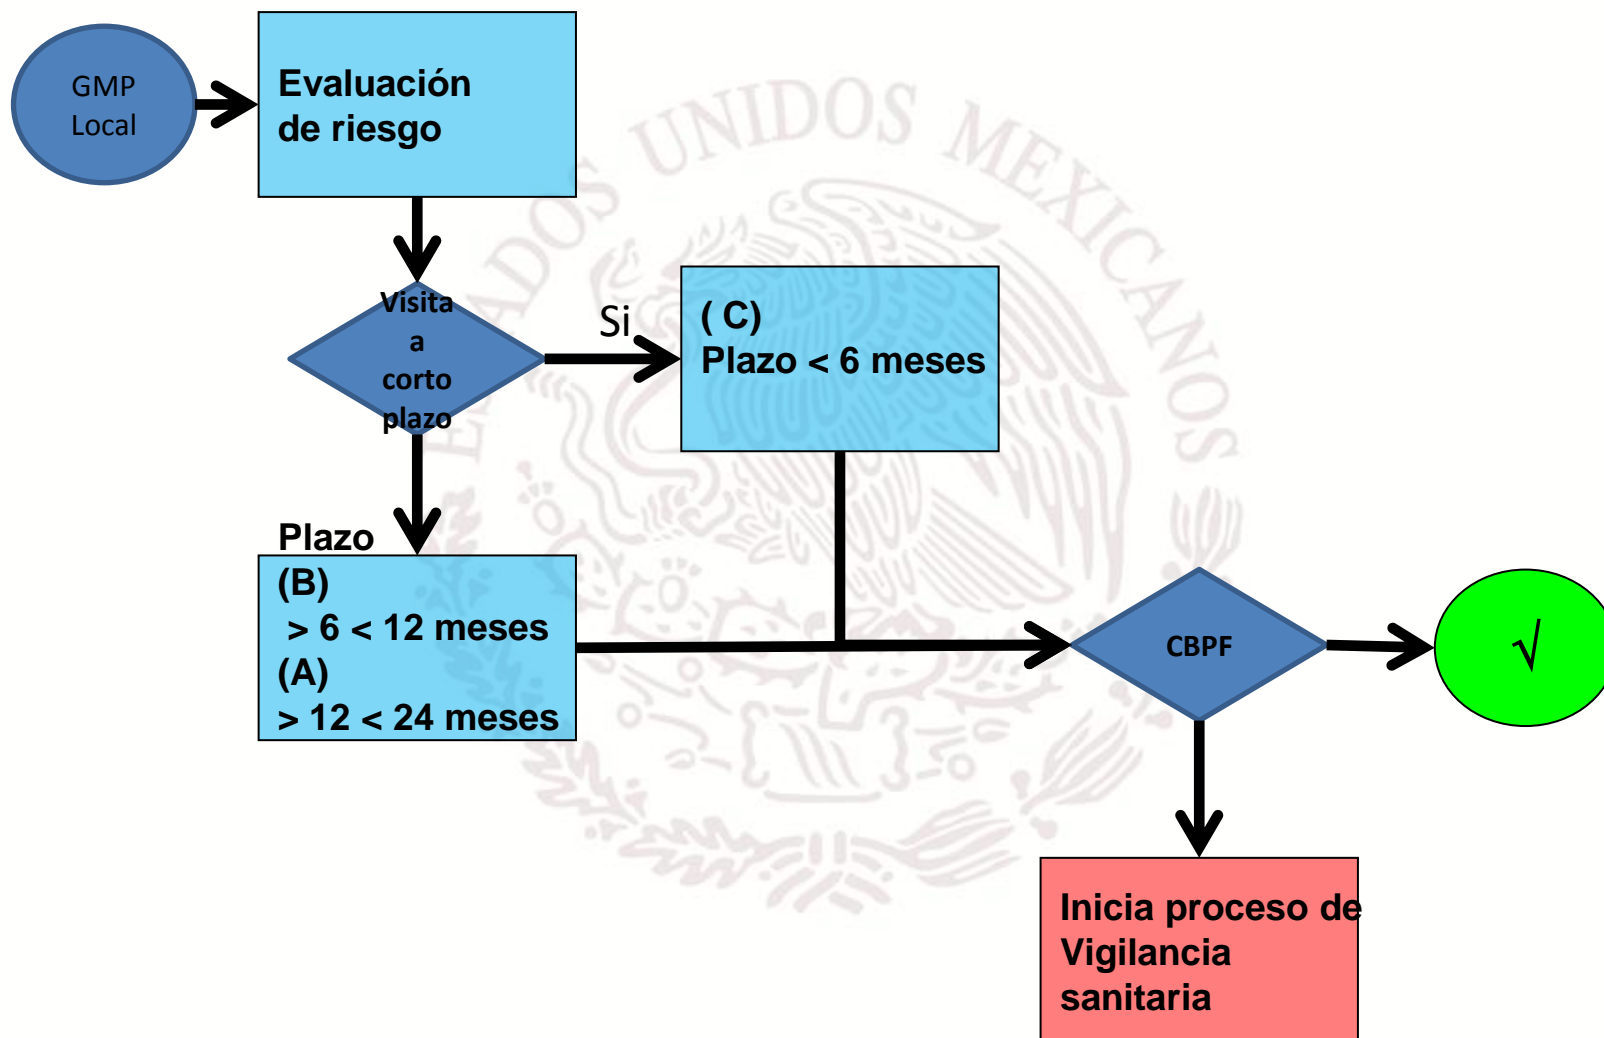 GMP
Local
Evaluación
de riesgo
Visita
a
corto
plazo
Si
( C)
Plazo < 6 meses
Plazo
(B)
> 6 < 12 meses
(A)
> 12 < 24 meses
CBPF
√
Inicia proceso de
Vigilancia
sanitaria
ESTADOS UNIDOS MEXICANOS